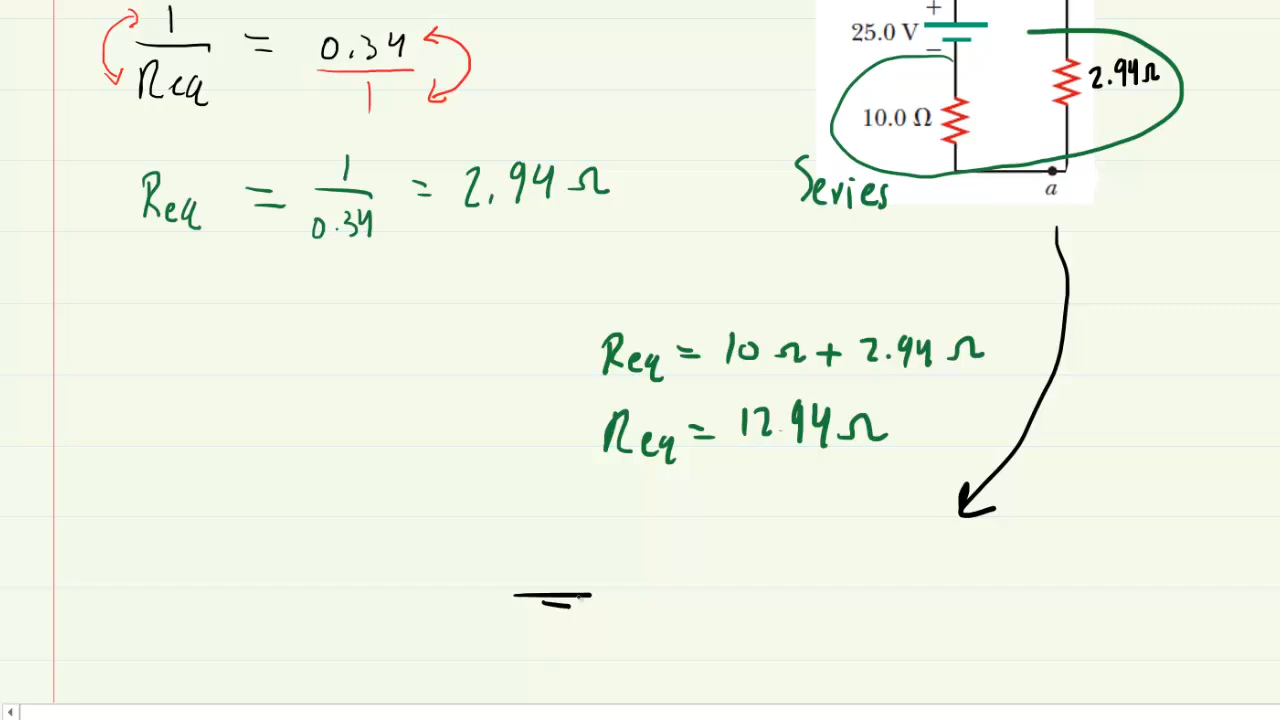 1/Req = 0.34/1
Req = 1/0.34 = 2.94 Ω
+
25.0 V
−
2.94Ω
10.0 Ω
Series
a
Req = 10 Ω + 2.94 Ω
Req = 12.94 Ω